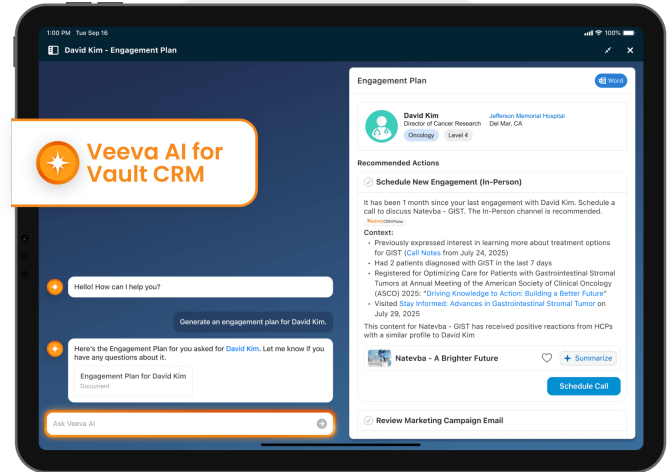 1:00 PM Tue Sep 16
100%
David Kim - Engagement Plan
Veeva AI for
Vault CRM
Hello! How can I help you?
Generate an engagement plan for David Kim.
Here's the Engagement Plan for you asked for David Kim. Let me know if you
have any questions about it.
Engagement Plan for David Kim
Document
Ask Veeva AI
Engagement Plan
Word
David Kim
Director of Cancer Research
Jefferson Memorial Hospital
Del Mar, CA
Oncology
Level 4
Recommended Actions
Schedule New Engagement (In-Person)
It has been 1 month since your last engagement with David Kim. Schedule a
call to discuss Natevba - GIST. The In-Person channel is recommended.
Context:
• Previously expressed interest in learning more about treatment options
for GIST (Call Notes from July 24, 2025)
• Had 2 patients diagnosed with GIST in the last 7 days
• Registered for Optimizing Care for Patients with Gastrointestinal Stromal
Tumors at Annual Meeting of the American Society of Clinical Oncology
(ASCO) 2025: "Driving Knowledge to Action: Building a Better Future"
• Visited Stay Informed: Advances in Gastrointestinal Stromal Tumor on
July 29, 2025
This content for Natevba - GIST has received positive reactions from HCPs
with a similar profile to David Kim
Natevba - A Brighter Future
Summarize
Schedule Call
Review Marketing Campaign Email